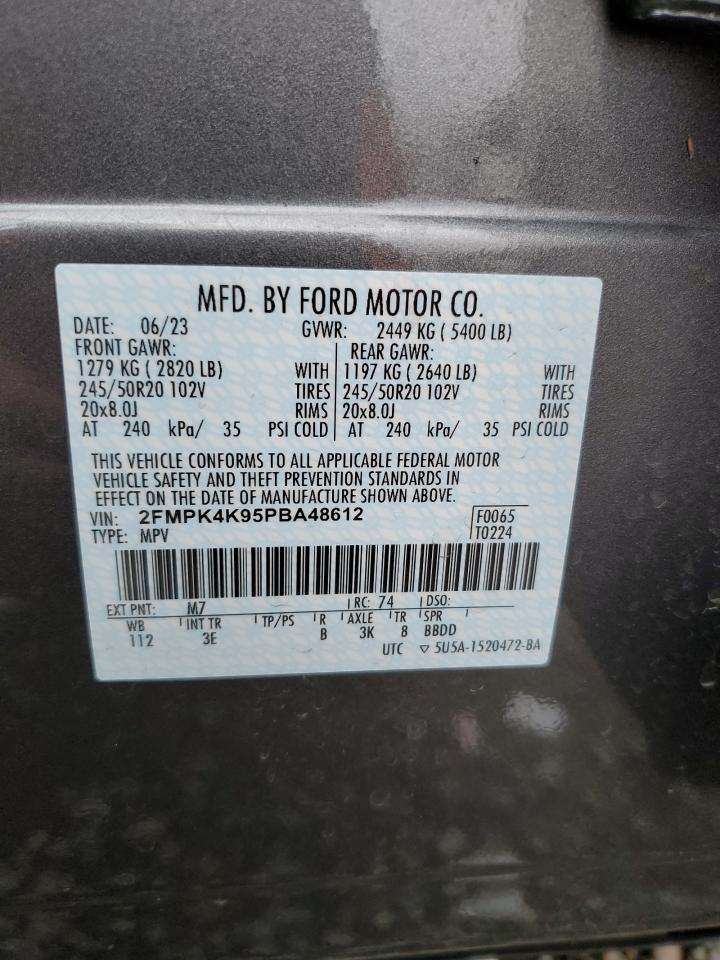 MFD. BY FORD MOTOR CO.
DATE: 06/23 GVWR: 2449 KG ( 5400 LB)
FRONT GAWR: REAR GAWR:
1279 KG ( 2820 LB) WITH 1197 KG ( 2640 LB) WITH
245/50R20 102V TIRES 245/50R20 102V TIRES
20x8.0J RIMS 20x8.0J RIMS
AT 240 kPa/ 35 PSI COLD AT 240 kPa/ 35 PSI COLD
THIS VEHICLE CONFORMS TO ALL APPLICABLE FEDERAL MOTOR
VEHICLE SAFETY AND THEFT PREVENTION STANDARDS IN
EFFECT ON THE DATE OF MANUFACTURE SHOWN ABOVE.
VIN: 2FMPK4K95PBA48612 F0065
TYPE: MPV T0224
EXT PNT: M7 RC: 74 DSO:
WB INT TR TP/PS R AXLE TR SPR
112 3E B 3K 8 BBDD
UTC ▽ 5U5A-1520472-BA